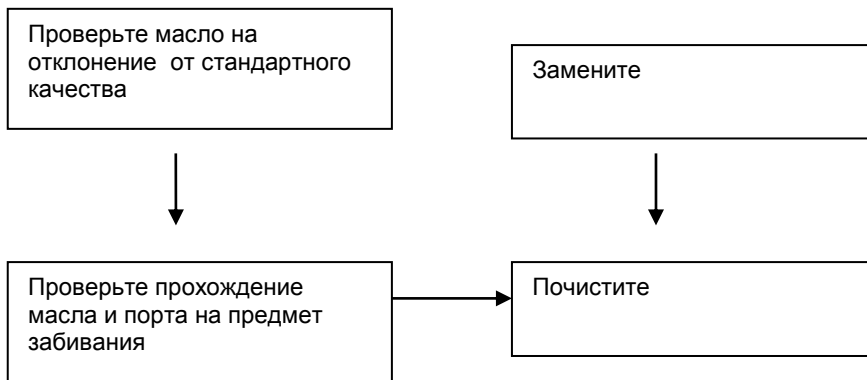 Проверьте масло на
отклонение от стандартного
качества
Замените
Проверьте прохождение
масла и порта на предмет
забивания
Почистите